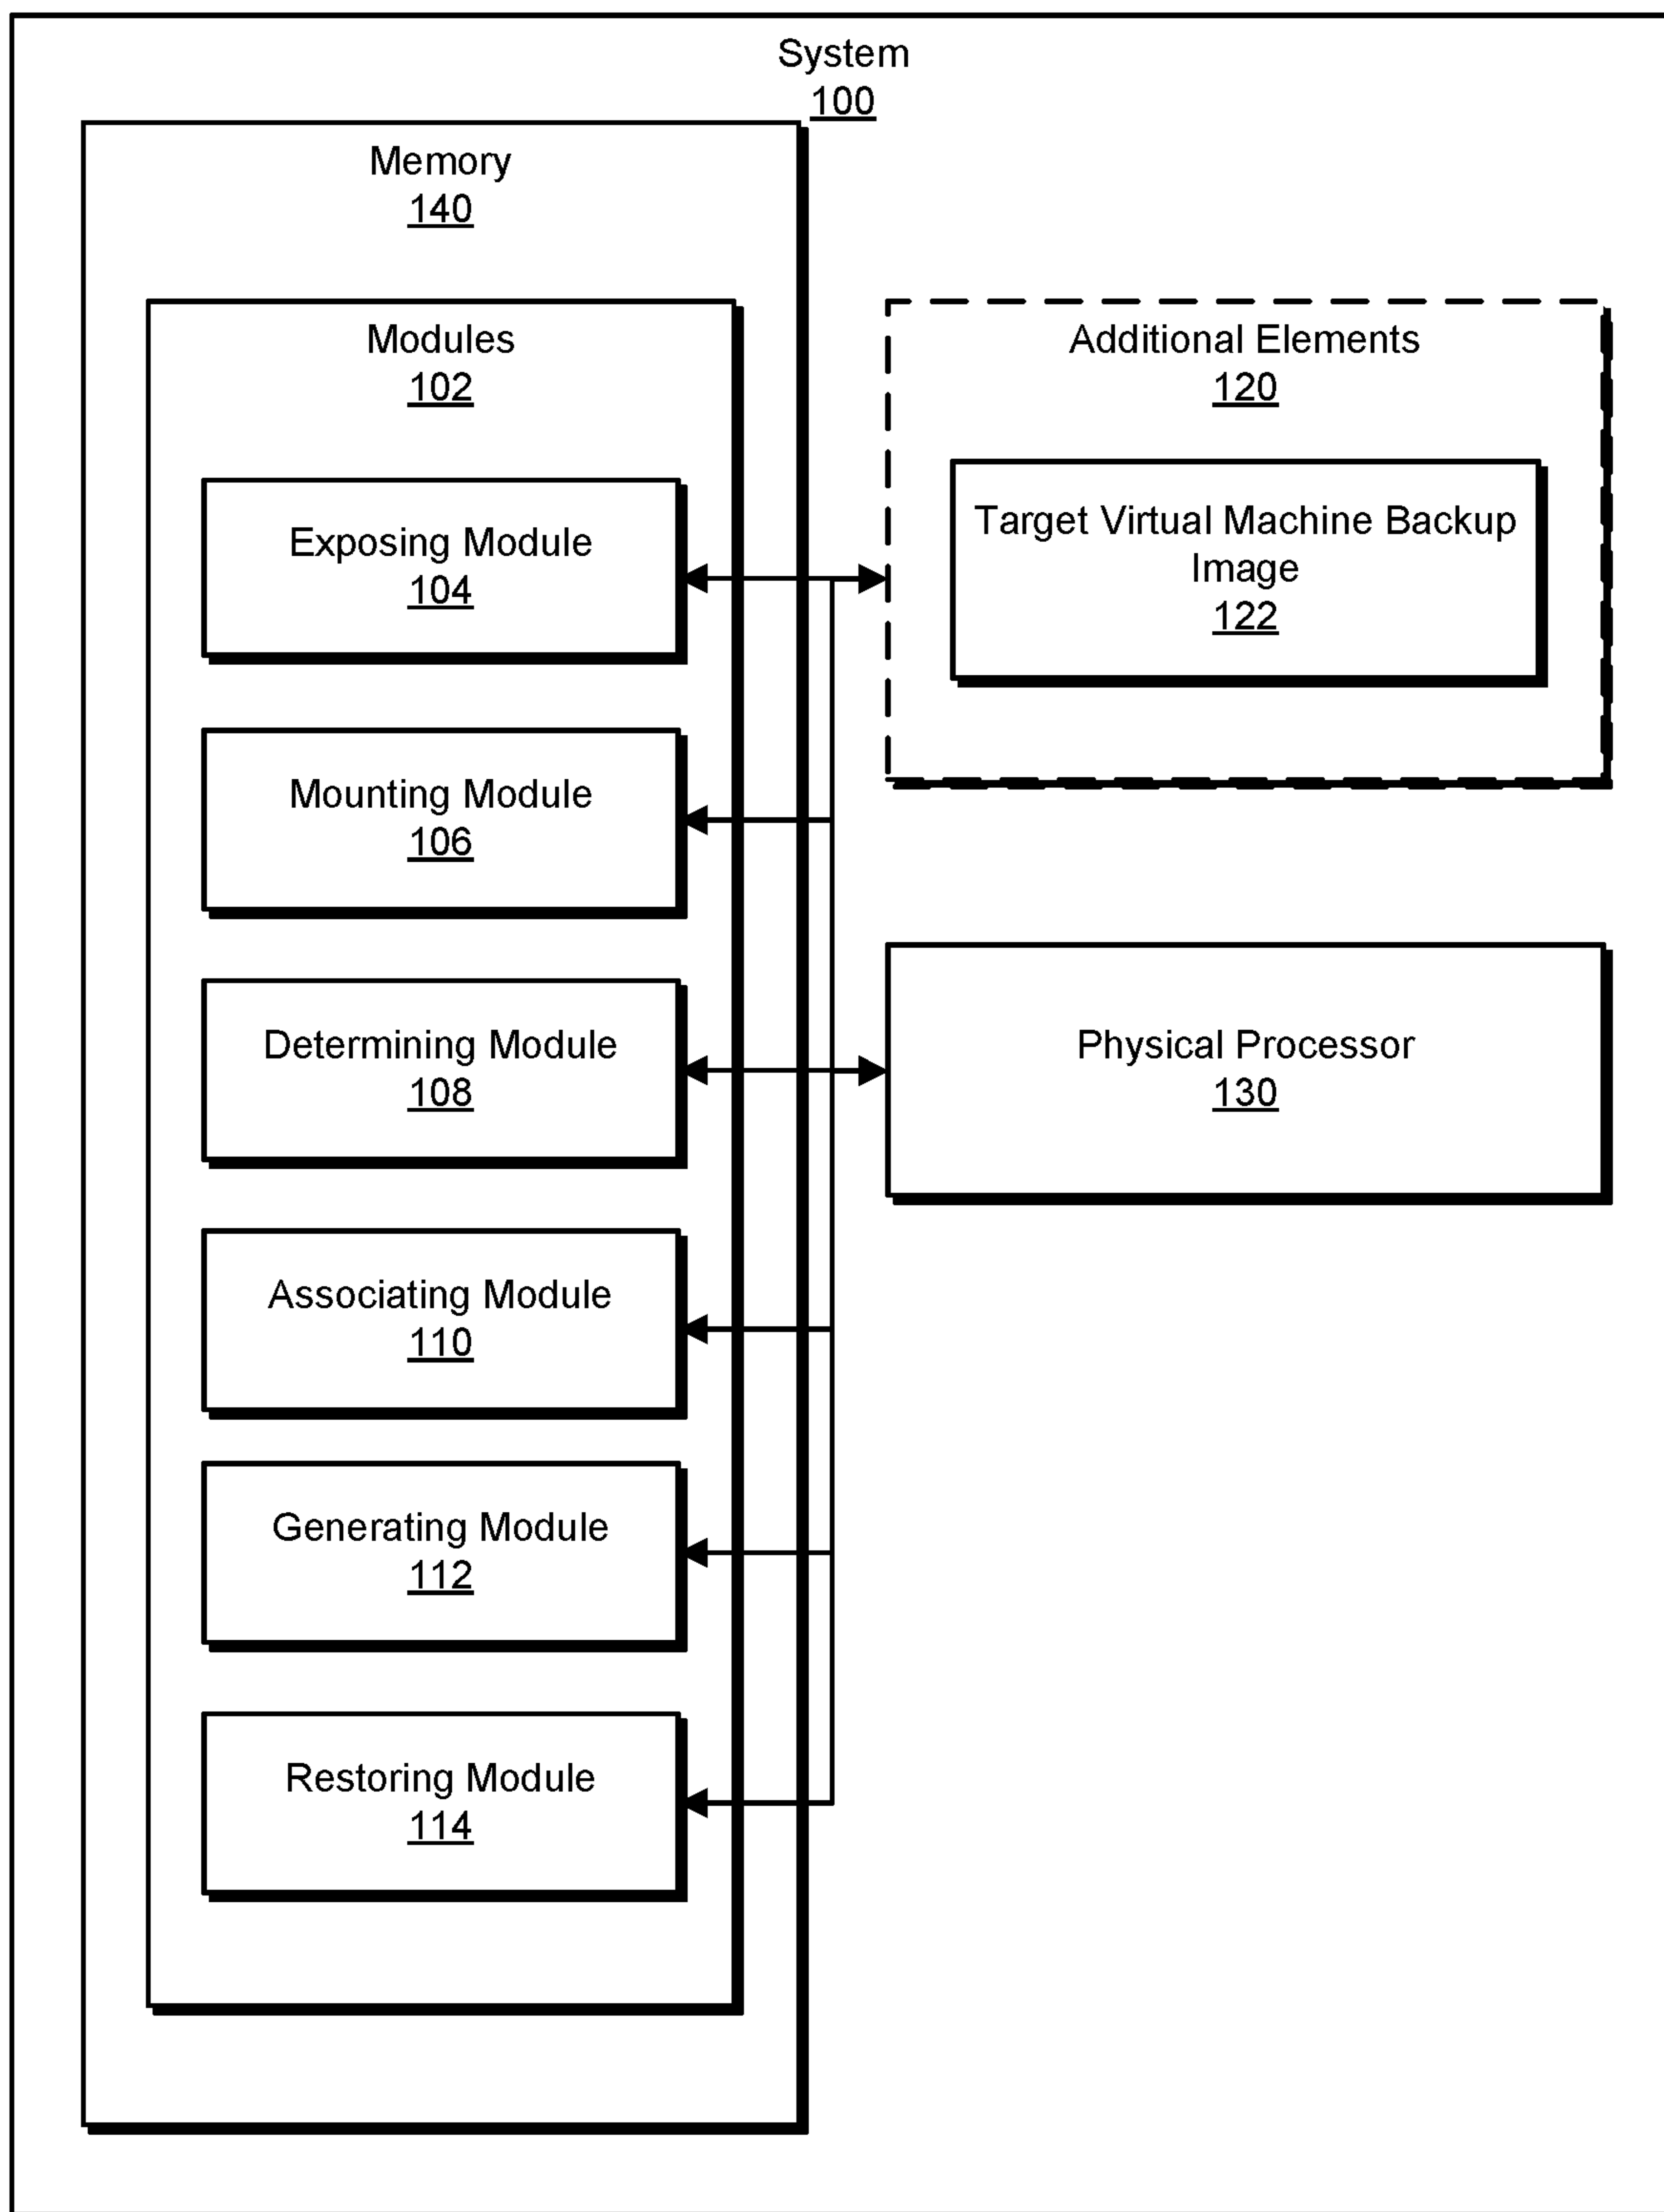 System
100
Memory
140
Modules
102
Exposing Module
104
Mounting Module
106
Determining Module
108
Associating Module
110
Generating Module
112
Restoring Module
114
Additional Elements
120
Target Virtual Machine Backup
Image
122
Physical Processor
130